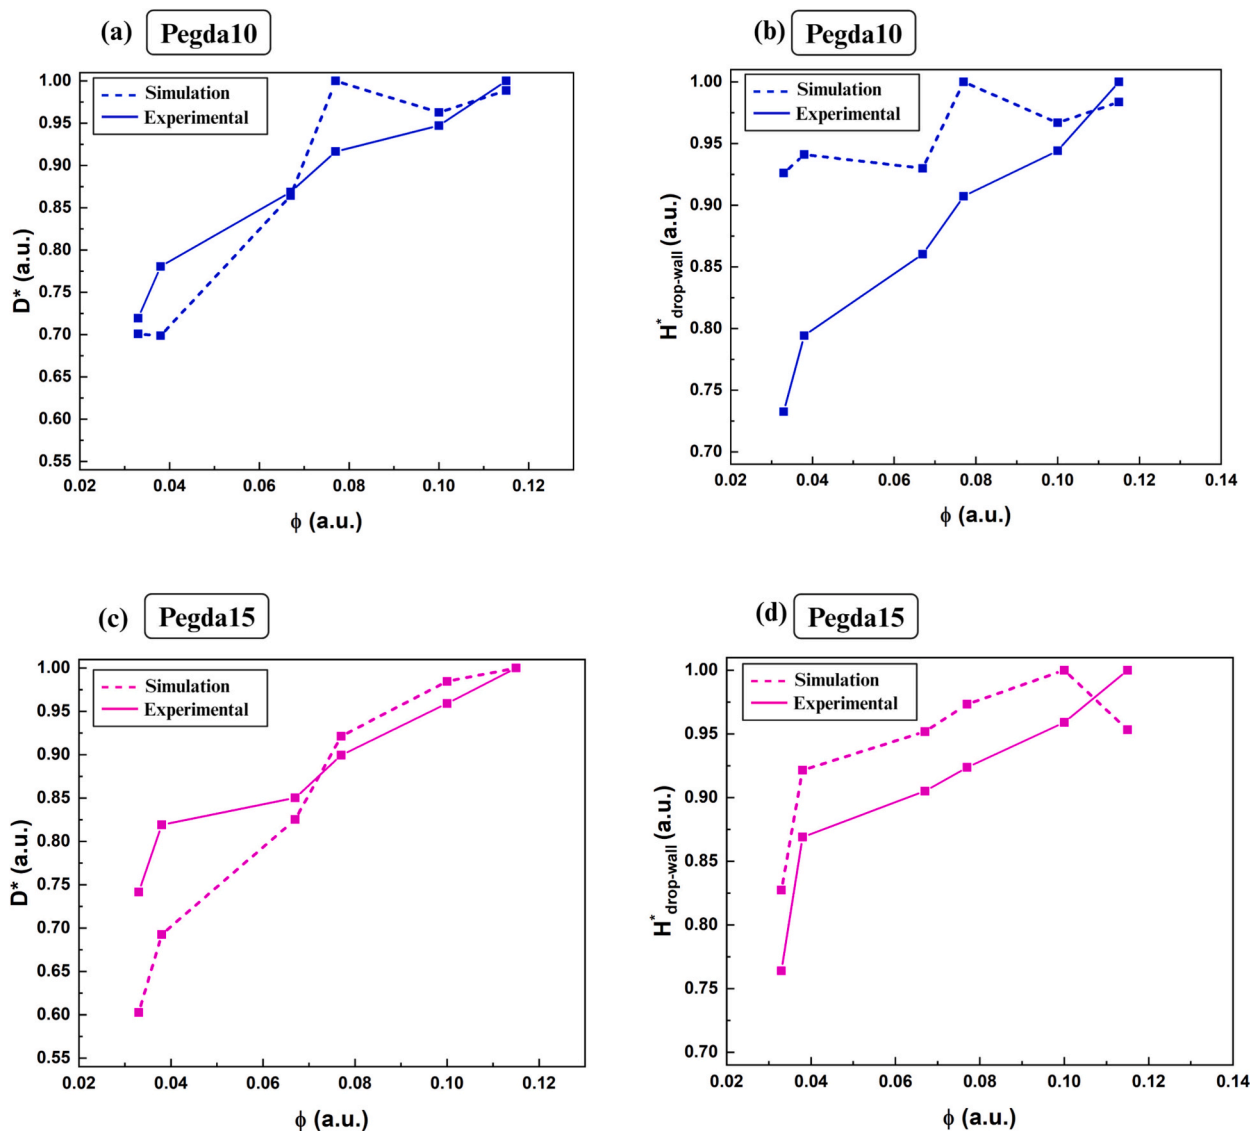 (a) Pegda10
Simulation
Experimental
1.00
0.95
0.90
0.85
0.80
0.75
0.70
0.65
0.60
0.55
D* (a.u.)
0.02 0.04 0.06 0.08 0.10 0.12
ϕ (a.u.)
(b) Pegda10
Simulation
Experimental
1.00
0.95
0.90
0.85
0.80
0.75
0.70
H*drop-wall (a.u.)
0.02 0.04 0.06 0.08 0.10 0.12 0.14
ϕ (a.u.)
(c) Pegda15
Simulation
Experimental
1.00
0.95
0.90
0.85
0.80
0.75
0.70
0.65
0.60
0.55
D* (a.u.)
0.02 0.04 0.06 0.08 0.10 0.12
ϕ (a.u.)
(d) Pegda15
Simulation
Experimental
1.00
0.95
0.90
0.85
0.80
0.75
0.70
H*drop-wall (a.u.)
0.02 0.04 0.06 0.08 0.10 0.12 0.14
ϕ (a.u.)